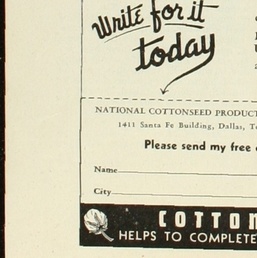 Write for it
today
NATIONAL COTTONSEED PRODUCT
1411 Santa Fe Building, Dallas,
Please send my free
Name
City
COTTON
HELPS TO COMPLETE